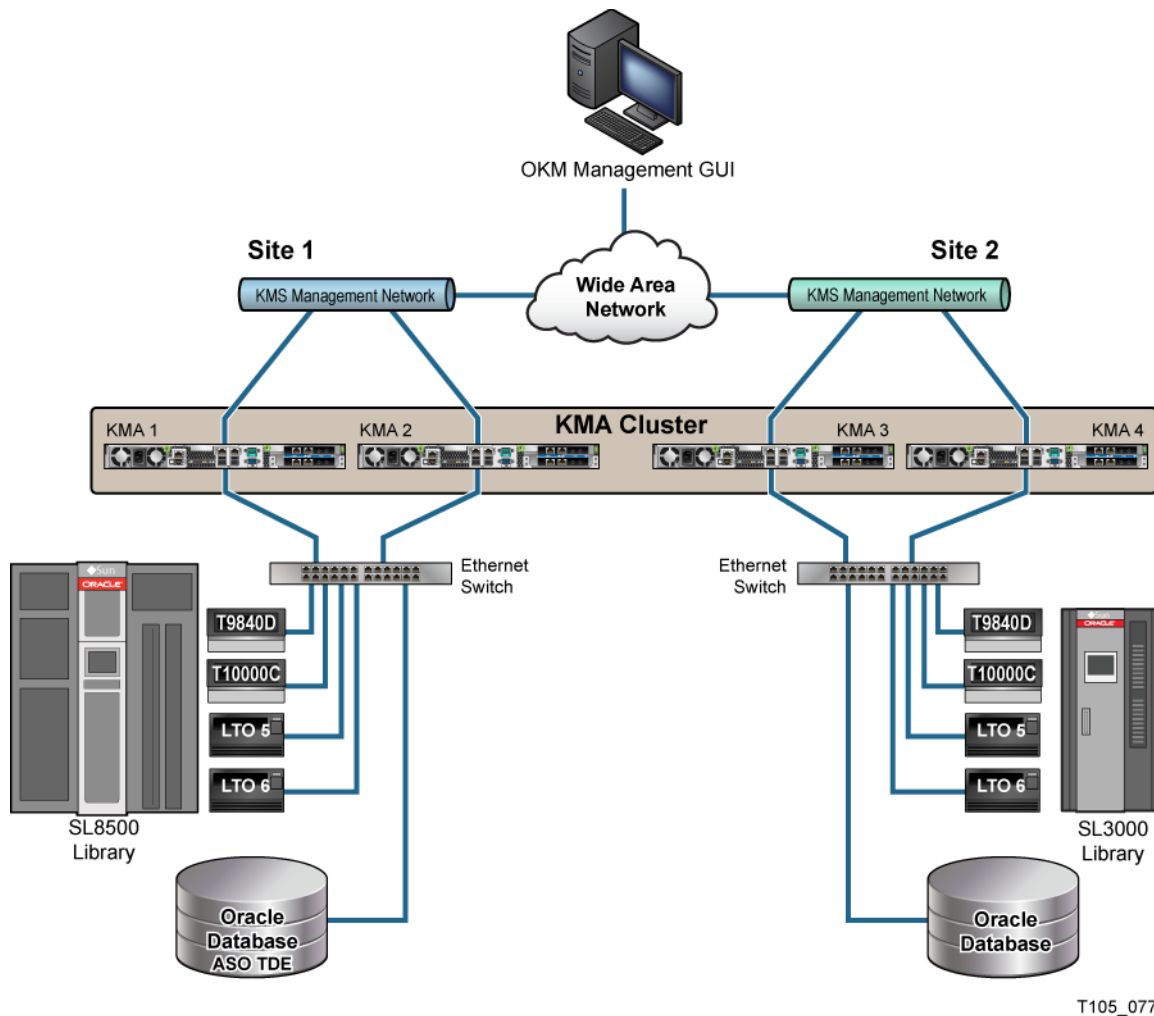 OKM Management GUI
Site 1
Site 2
KMS Management Network
Wide Area
Network
KMS Management Network
KMA Cluster
KMA 1
KMA 2
KMA 3
KMA 4
Ethernet
Switch
Ethernet
Switch
Sun
ORACLE
T9840D
T10000C
LTO 5
LTO 6
SL8500
Library
T9840D
T10000C
LTO 5
LTO 6
Sun
ORACLE
SL3000
Library
Oracle
Database
ASO TDE
Oracle
Database
T105_077